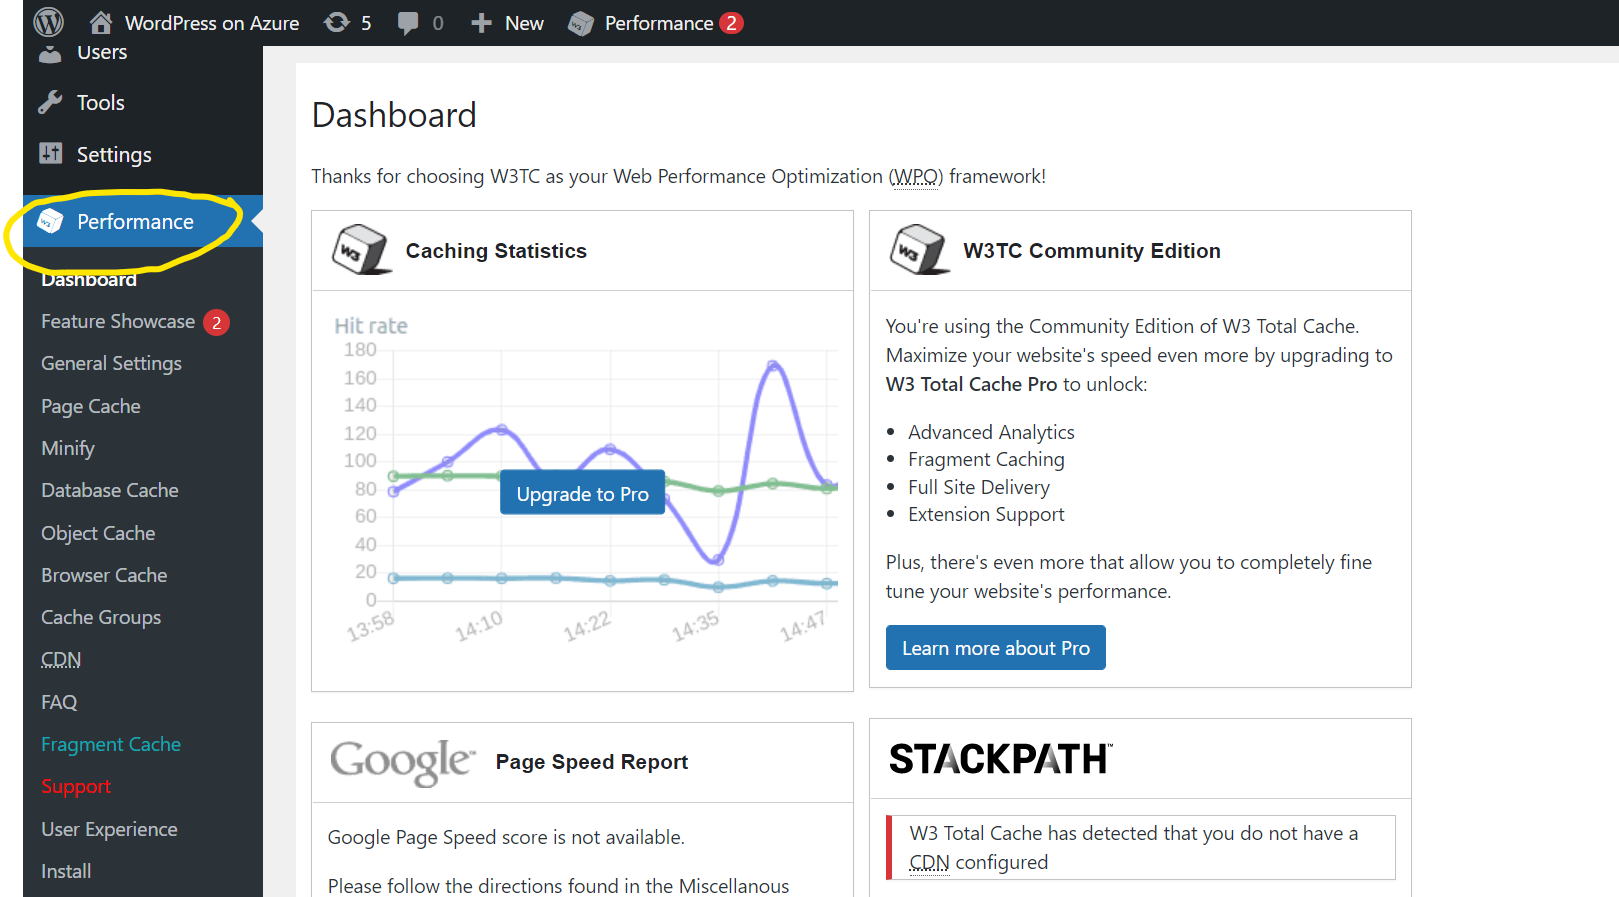 WordPress on Azure 5 0 New Performance 2
Users
Tools
Settings
Performance
Dashboard
Feature Showcase 2
General Settings
Page Cache
Minify
Database Cache
Object Cache
Browser Cache
Cache Groups
CDN
FAQ
Fragment Cache
Support
User Experience
Install
Dashboard
Thanks for choosing W3TC as your Web Performance Optimization (WPO) framework!
W3 Caching Statistics
Hit rate
180
160
140
120
100
80
60
40
20
0
13:58 14:10 14:22 14:35 14:47
Upgrade to Pro
W3 W3TC Community Edition
You're using the Community Edition of W3 Total Cache.
Maximize your website's speed even more by upgrading to
W3 Total Cache Pro to unlock:
• Advanced Analytics
• Fragment Caching
• Full Site Delivery
• Extension Support
Plus, there's even more that allow you to completely fine
tune your website's performance.
Learn more about Pro
Google™ Page Speed Report
Google Page Speed score is not available.
Please follow the directions found in the Miscellanous
STACKPATH™
W3 Total Cache has detected that you do not have a
CDN configured